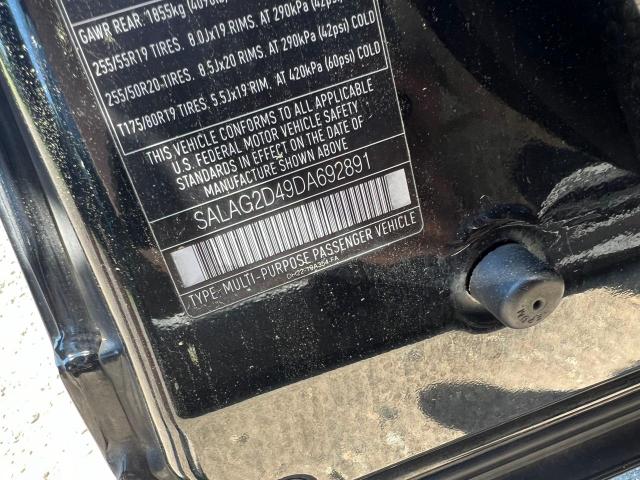 GAWR REAR: 1855kg (409
255/55R19 TIRES. 8.0Jx19 RIMS. AT 290kPa (42psi) COLD
255/50R20-TIRES. 8.5Jx20 RIMS. AT 290kPa (42psi) COLD
T175/80R19 TIRES. 5.5Jx19 RIM. AT 420kPa (60psi) COLD
THIS VEHICLE CONFORMS TO ALL APPLICABLE
U.S. FEDERAL MOTOR VEHICLE SAFETY
STANDARDS IN EFFECT ON THE DATE OF
MANUFACTURE SHOWN ABOVE.
SALAG2D49DA692891
TYPE: MULTI-PURPOSE PASSENGER VEHICLE